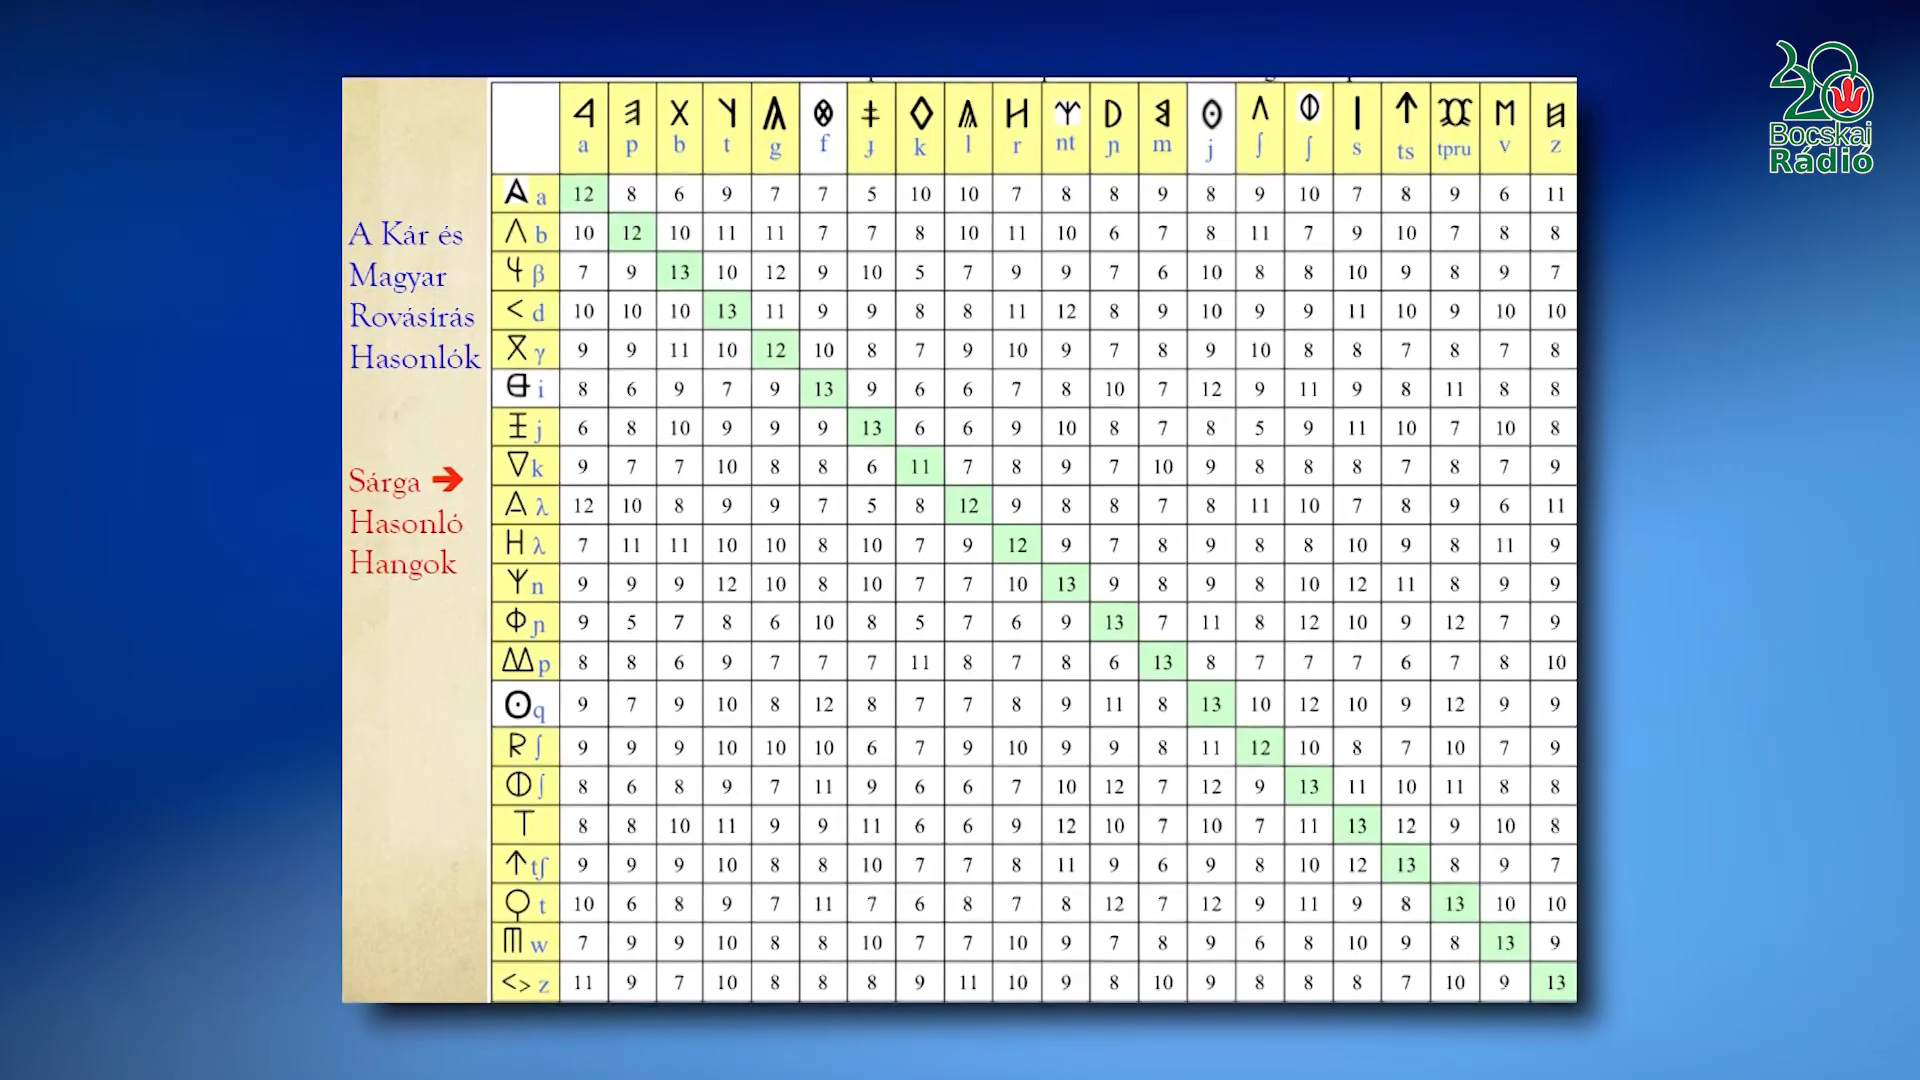 20
Bocskai
Rádió
A Kár és
Magyar
Rovásírás
Hasonlók
Sárga ➔
Hasonló
Hangok
a p b t g f ɟ k l r nt ɲ m j ʃ ʃ s ts tpru v z
a 12 8 6 9 7 7 5 10 10 7 8 8 9 8 9 10 7 8 9 6 11
b 10 12 10 11 11 7 7 8 10 11 10 6 7 8 11 7 9 10 7 8 8
β 7 9 13 10 12 9 10 5 7 9 9 7 6 10 8 8 10 9 8 9 7
d 10 10 10 13 11 9 9 8 8 11 12 8 9 10 9 9 11 10 9 10 10
γ 9 9 11 10 12 10 8 7 9 10 9 7 8 9 10 8 8 7 8 7 8
i 8 6 9 7 9 13 9 6 6 7 8 10 7 12 9 11 9 8 11 8 8
j 6 8 10 9 9 9 13 6 6 9 10 8 7 8 5 9 11 10 7 10 8
k 9 7 7 10 8 8 6 11 7 8 9 7 10 9 8 8 8 7 8 7 9
λ 12 10 8 9 9 7 5 8 12 9 8 8 7 8 11 10 7 8 9 6 11
λ 7 11 11 10 10 8 10 7 9 12 9 7 8 9 8 8 10 9 8 11 9
n 9 9 9 12 10 8 10 7 7 10 13 9 8 9 8 10 12 11 8 9 9
ɲ 9 5 7 8 6 10 8 5 7 6 9 13 7 11 8 12 10 9 12 7 9
p 8 8 6 9 7 7 7 11 8 7 8 6 13 8 7 7 7 6 7 8 10
q 9 7 9 10 8 12 8 7 7 8 9 11 8 13 10 12 10 9 12 9 9
ʃ 9 9 9 10 10 10 6 7 9 10 9 9 8 11 12 10 8 7 10 7 9
ʃ 8 6 8 9 7 11 9 6 6 7 10 12 7 12 9 13 11 10 11 8 8
T 8 8 10 11 9 9 11 6 6 9 12 10 7 10 7 11 13 12 9 10 8
tʃ 9 9 9 10 8 8 10 7 7 8 11 9 6 9 8 10 12 13 8 9 7
t 10 6 8 9 7 11 7 6 8 7 8 12 7 12 9 11 9 8 13 10 10
w 7 9 9 10 8 8 10 7 7 10 9 7 8 9 6 8 10 9 8 13 9
<> z 11 9 7 10 8 8 8 9 11 10 9 8 10 9 8 8 8 7 10 9 13